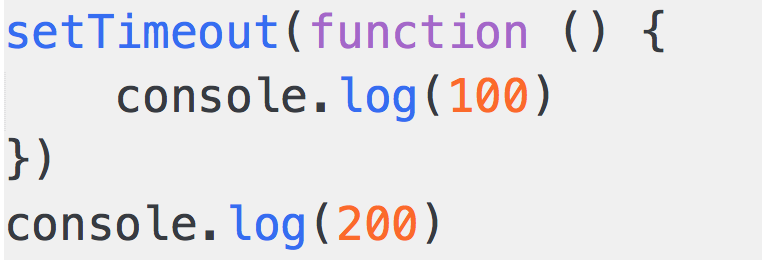 setTimeout(function () {
    console.log(100)
})
console.log(200)